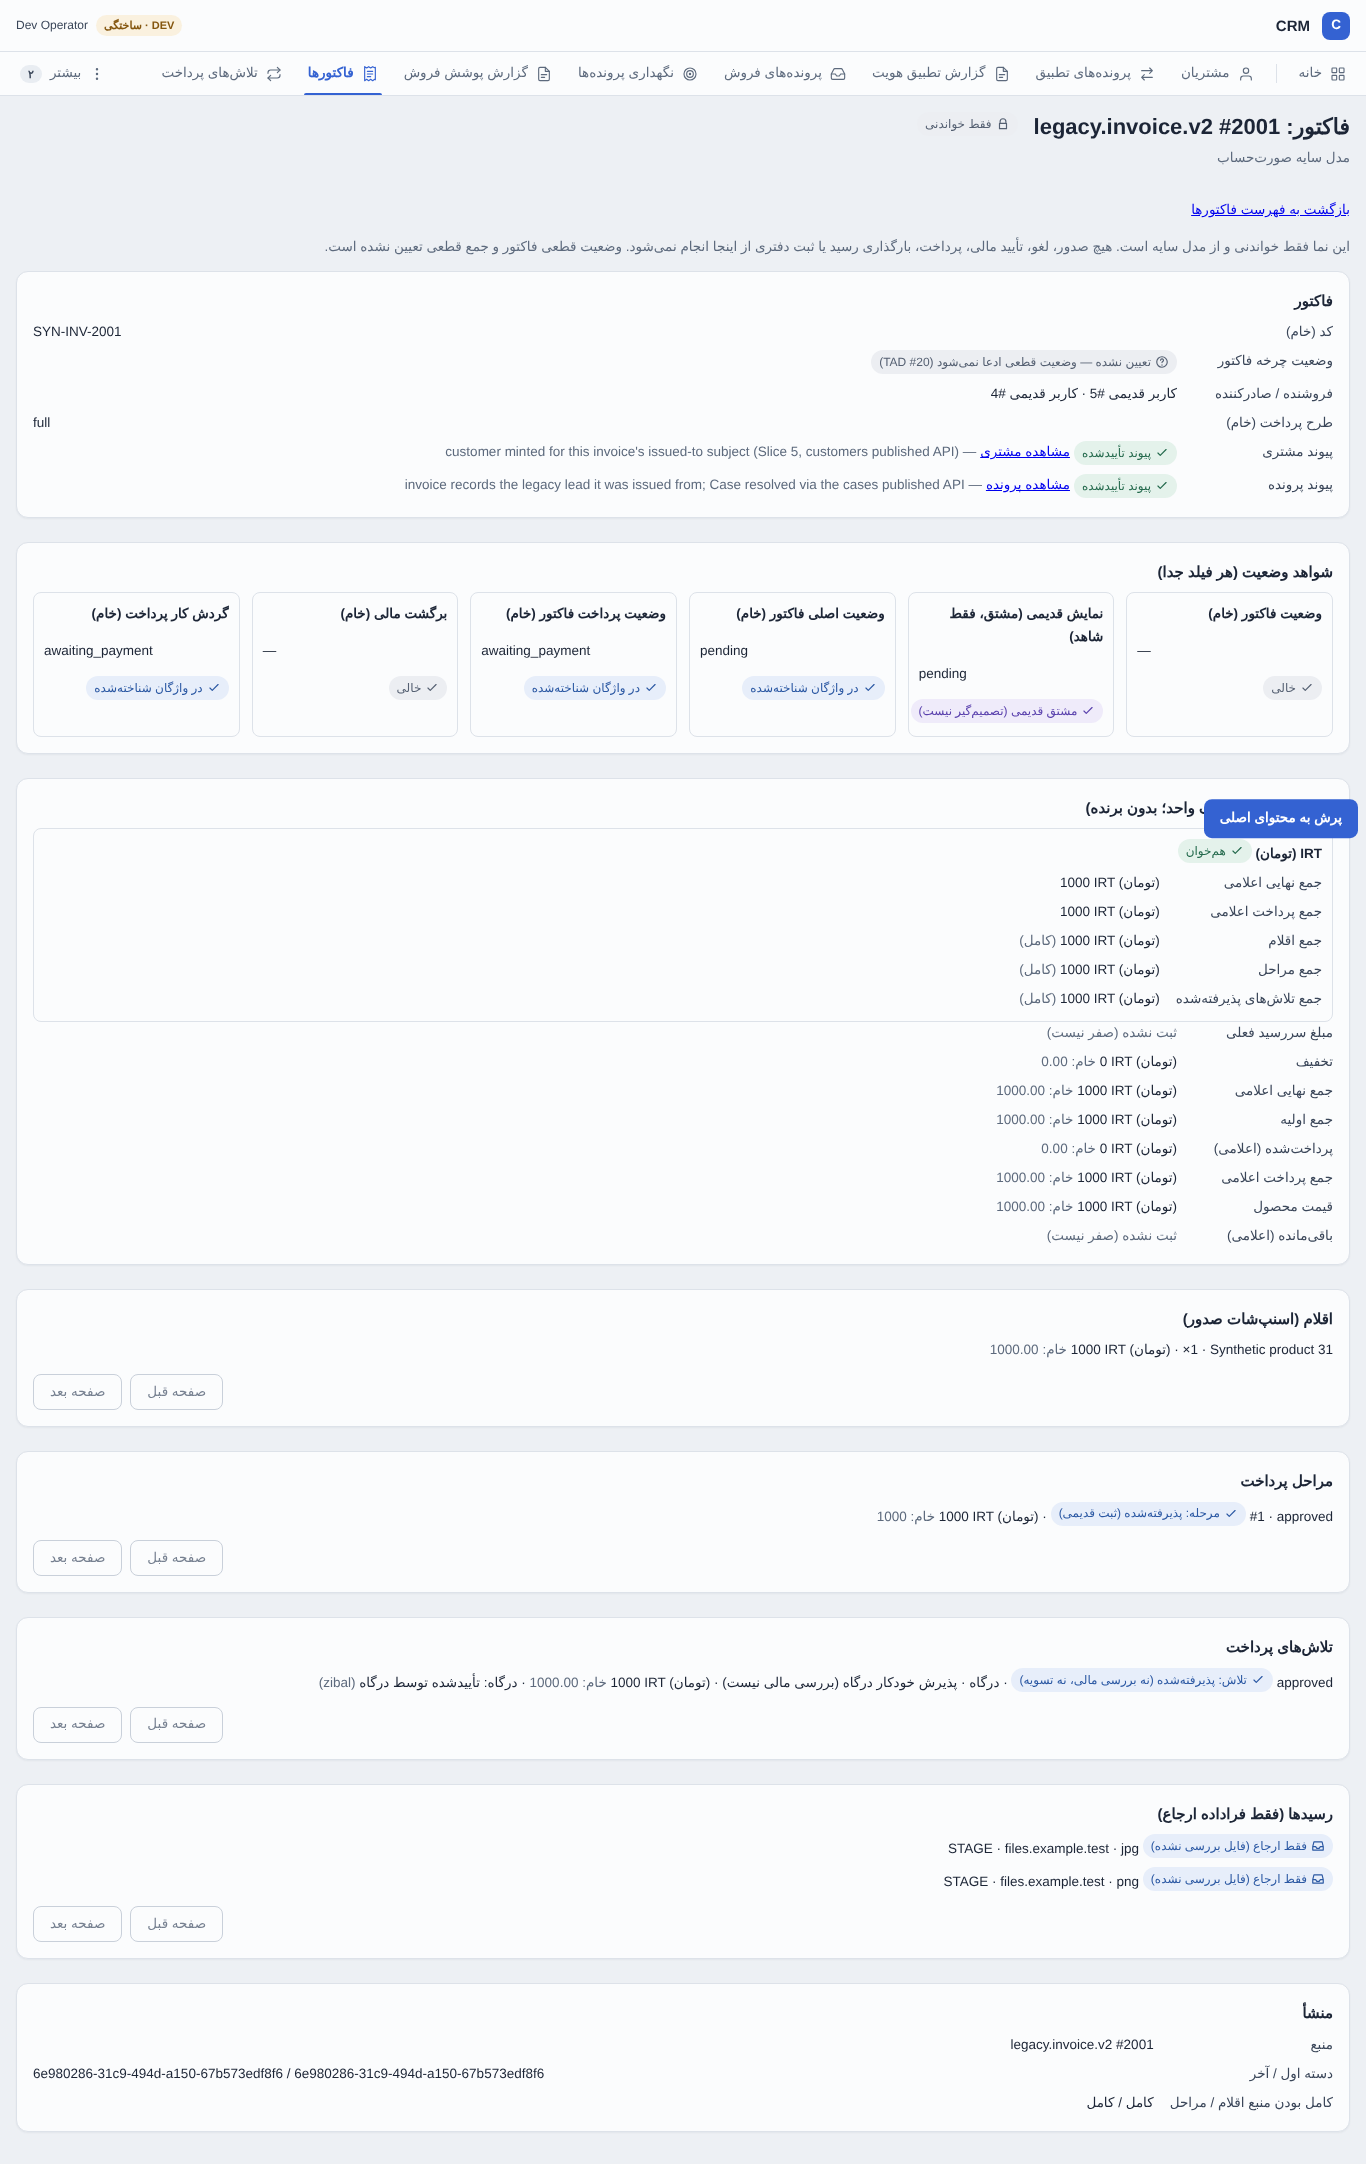 C CRM
DEV · ساختگی Dev Operator
خانه
مشتریان
پرونده‌های تطبیق
گزارش تطبیق هویت
پرونده‌های فروش
نگهداری پرونده‌ها
گزارش پوشش فروش
فاکتورها
تلاش‌های پرداخت
بیشتر ۲
فاکتور: legacy.invoice.v2 #2001 فقط خواندنی
مدل سایه صورت‌حساب
بازگشت به فهرست فاکتورها
این نما فقط خواندنی و از مدل سایه است. هیچ صدور، لغو، تأیید مالی، پرداخت، بارگذاری رسید یا ثبت دفتری از اینجا انجام نمی‌شود. وضعیت قطعی فاکتور و جمع قطعی تعیین نشده است.
فاکتور
کد (خام) SYN-INV-2001
وضعیت چرخه فاکتور تعیین نشده — وضعیت قطعی ادعا نمی‌شود (TAD #20)
فروشنده / صادرکننده کاربر قدیمی #5 · کاربر قدیمی #4
طرح پرداخت (خام) full
پیوند مشتری پیوند تأییدشده مشاهده مشتری — customer minted for this invoice's issued-to subject (Slice 5, customers published API)
پیوند پرونده پیوند تأییدشده مشاهده پرونده — invoice records the legacy lead it was issued from; Case resolved via the cases published API
شواهد وضعیت (هر فیلد جدا)
وضعیت فاکتور (خام)
—
خالی
نمایش قدیمی (مشتق، فقط شاهد)
pending
مشتق قدیمی (تصمیم‌گیر نیست)
وضعیت اصلی فاکتور (خام)
pending
در واژگان شناخته‌شده
وضعیت پرداخت فاکتور (خام)
awaiting_payment
در واژگان شناخته‌شده
برگشت مالی (خام)
—
خالی
گردش کار پرداخت (خام)
awaiting_payment
در واژگان شناخته‌شده
واحد؛ بدون برنده)
پرش به محتوای اصلی
IRT (تومان) هم‌خوان
جمع نهایی اعلامی 1000 IRT (تومان)
جمع پرداخت اعلامی 1000 IRT (تومان)
جمع اقلام 1000 IRT (تومان) (کامل)
جمع مراحل 1000 IRT (تومان) (کامل)
جمع تلاش‌های پذیرفته‌شده 1000 IRT (تومان) (کامل)
مبلغ سررسید فعلی ثبت نشده (صفر نیست)
تخفیف 0 IRT (تومان) خام: 0.00
جمع نهایی اعلامی 1000 IRT (تومان) خام: 1000.00
جمع اولیه 1000 IRT (تومان) خام: 1000.00
پرداخت‌شده (اعلامی) 0 IRT (تومان) خام: 0.00
جمع پرداخت اعلامی 1000 IRT (تومان) خام: 1000.00
قیمت محصول 1000 IRT (تومان) خام: 1000.00
باقی‌مانده (اعلامی) ثبت نشده (صفر نیست)
اقلام (اسنپ‌شات صدور)
Synthetic product 31 · ×1 · 1000 IRT (تومان) خام: 1000.00
صفحه قبل صفحه بعد
مراحل پرداخت
#1 · approved مرحله: پذیرفته‌شده (ثبت قدیمی) · 1000 IRT (تومان) خام: 1000
صفحه قبل صفحه بعد
تلاش‌های پرداخت
approved تلاش: پذیرفته‌شده (نه بررسی مالی، نه تسویه) · درگاه · پذیرش خودکار درگاه (بررسی مالی نیست) · 1000 IRT (تومان) خام: 1000.00 · درگاه: تأییدشده توسط درگاه (zibal)
صفحه قبل صفحه بعد
رسیدها (فقط فراداده ارجاع)
فقط ارجاع (فایل بررسی نشده) STAGE · files.example.test · jpg
فقط ارجاع (فایل بررسی نشده) STAGE · files.example.test · png
صفحه قبل صفحه بعد
منشأ
منبع legacy.invoice.v2 #2001
دسته اول / آخر 6e980286-31c9-494d-a150-67b573edf8f6 / 6e980286-31c9-494d-a150-67b573edf8f6
کامل بودن منبع اقلام / مراحل کامل / کامل